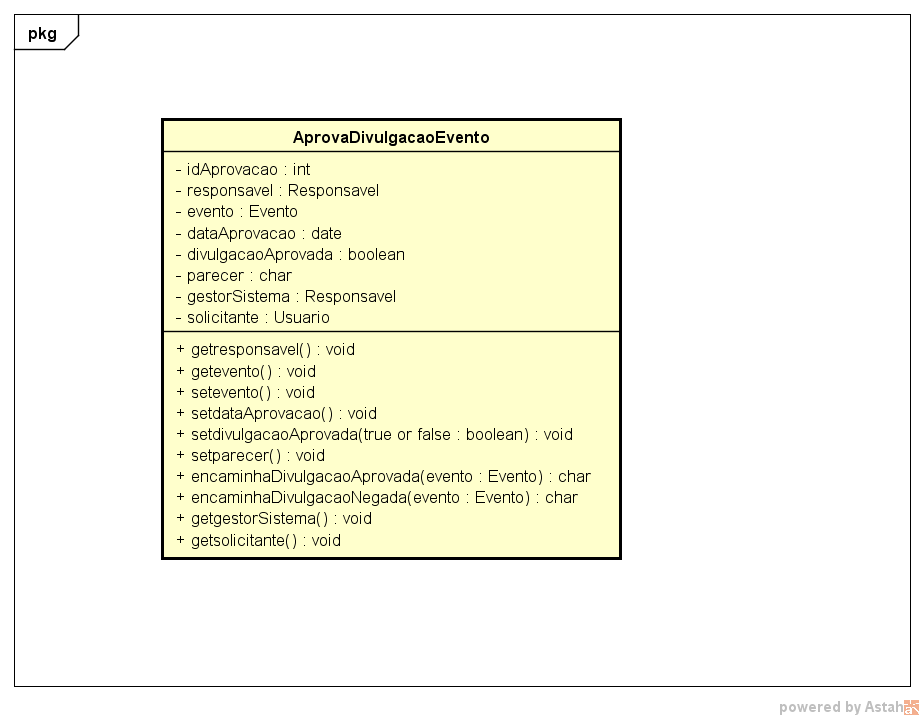 pkg
AprovaDivulgacaoEvento
- idAprovacao : int
- responsavel : Responsavel
- evento : Evento
- dataAprovacao : date
- divulgacaoAprovada : boolean
- parecer : char
- gestorSistema : Responsavel
- solicitante : Usuario
+ getresponsavel() : void
+ getevento() : void
+ setevento() : void
+ setdataAprovacao() : void
+ setdivulgacaoAprovada(true or false : boolean) : void
+ setparecer() : void
+ encaminhaDivulgacaoAprovada(evento : Evento) : char
+ encaminhaDivulgacaoNegada(evento : Evento) : char
+ getgestorSistema() : void
+ getsolicitante() : void
powered by Astah